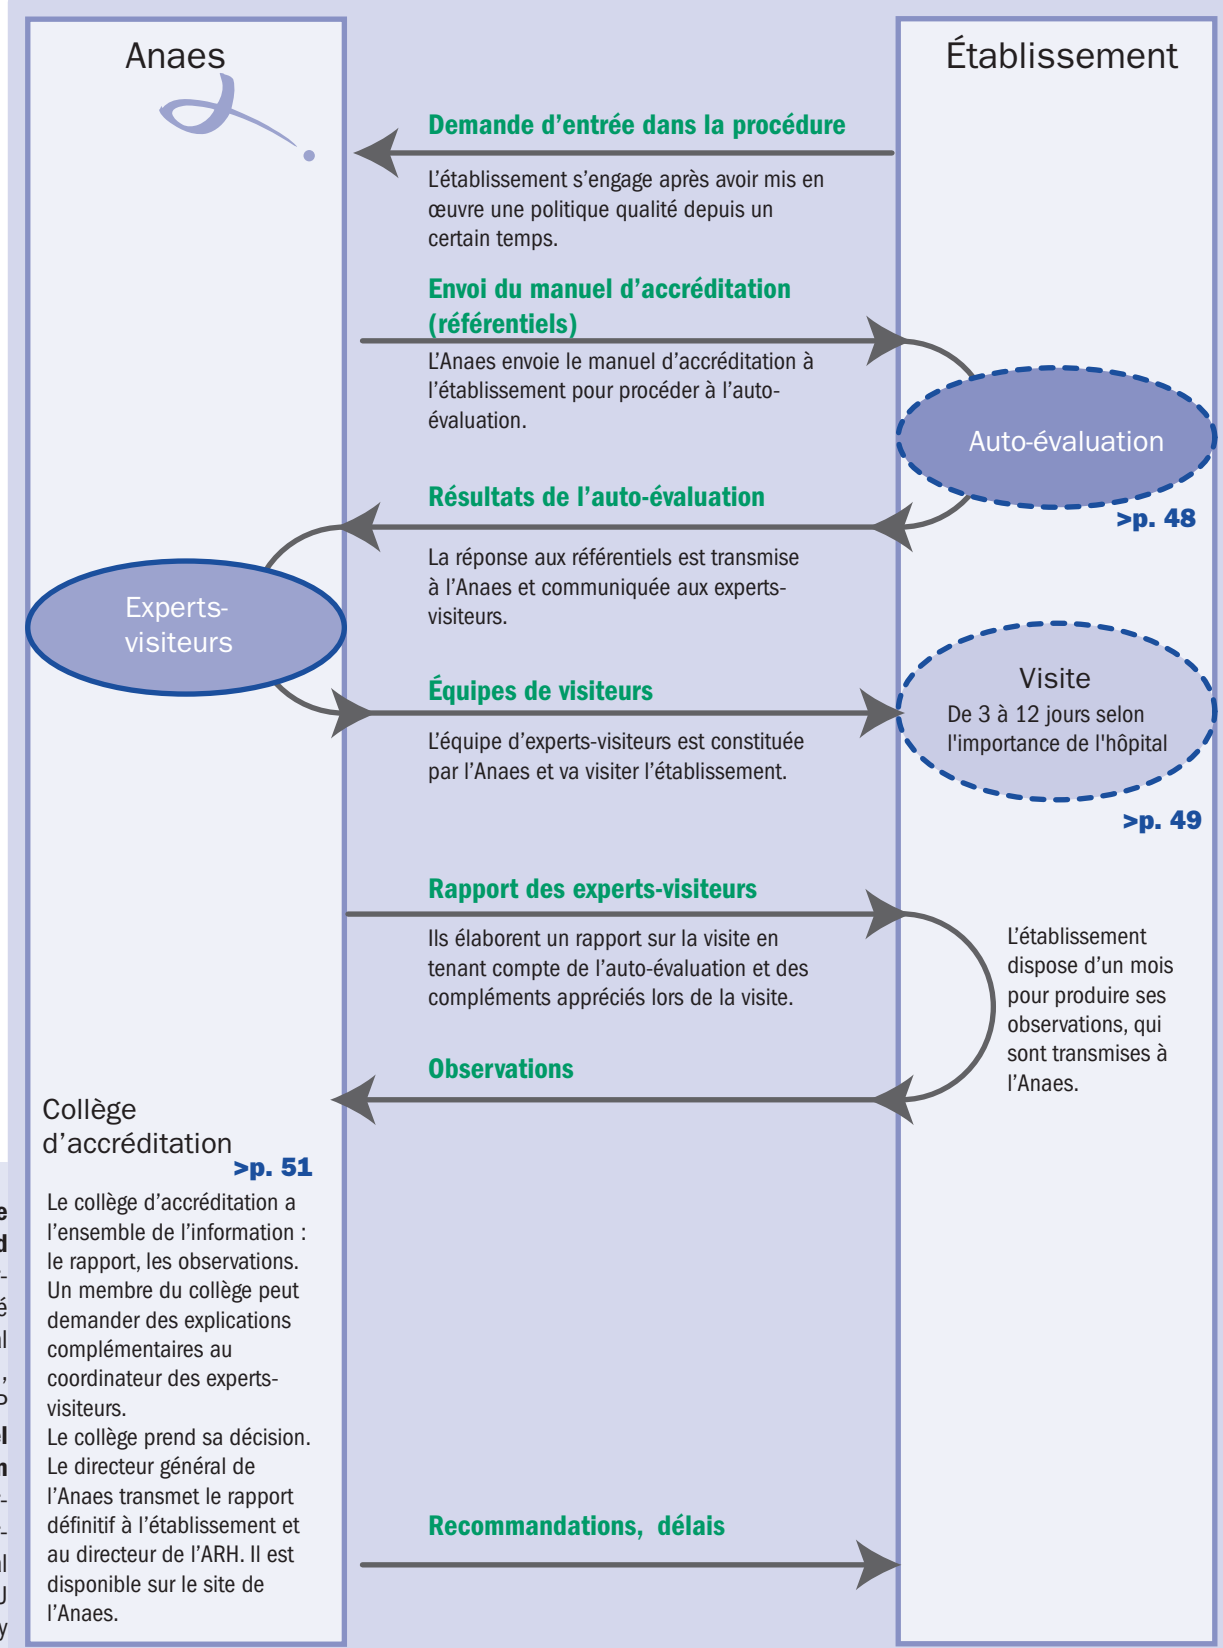 Anaes
Établissement
Demande d’entrée dans la procédure
L’établissement s’engage après avoir mis en
œuvre une politique qualité depuis un
certain temps.
Envoi du manuel d’accréditation
(référentiels)
L’Anaes envoie le manuel d’accréditation à
l’établissement pour procéder à l’auto-
évaluation.
Auto-évaluation
>p. 48
Résultats de l’auto-évaluation
La réponse aux référentiels est transmise
à l’Anaes et communiquée aux experts-
visiteurs.
Experts-
visiteurs
Équipes de visiteurs
L’équipe d’experts-visiteurs est constituée
par l’Anaes et va visiter l’établissement.
Visite
De 3 à 12 jours selon
l'importance de l'hôpital
>p. 49
Rapport des experts-visiteurs
Ils élaborent un rapport sur la visite en
tenant compte de l’auto-évaluation et des
compléments appréciés lors de la visite.
L’établissement
dispose d’un mois
pour produire ses
observations, qui
sont transmises à
l’Anaes.
Observations
Collège
d’accréditation
>p. 51
Le collège d’accréditation a
l’ensemble de l’information :
le rapport, les observations.
Un membre du collège peut
demander des explications
complémentaires au
coordinateur des experts-
visiteurs.
Le collège prend sa décision.
Le directeur général de
l’Anaes transmet le rapport
définitif à l’établissement et
au directeur de l’ARH. Il est
disponible sur le site de
l’Anaes.
Recommandations, délais